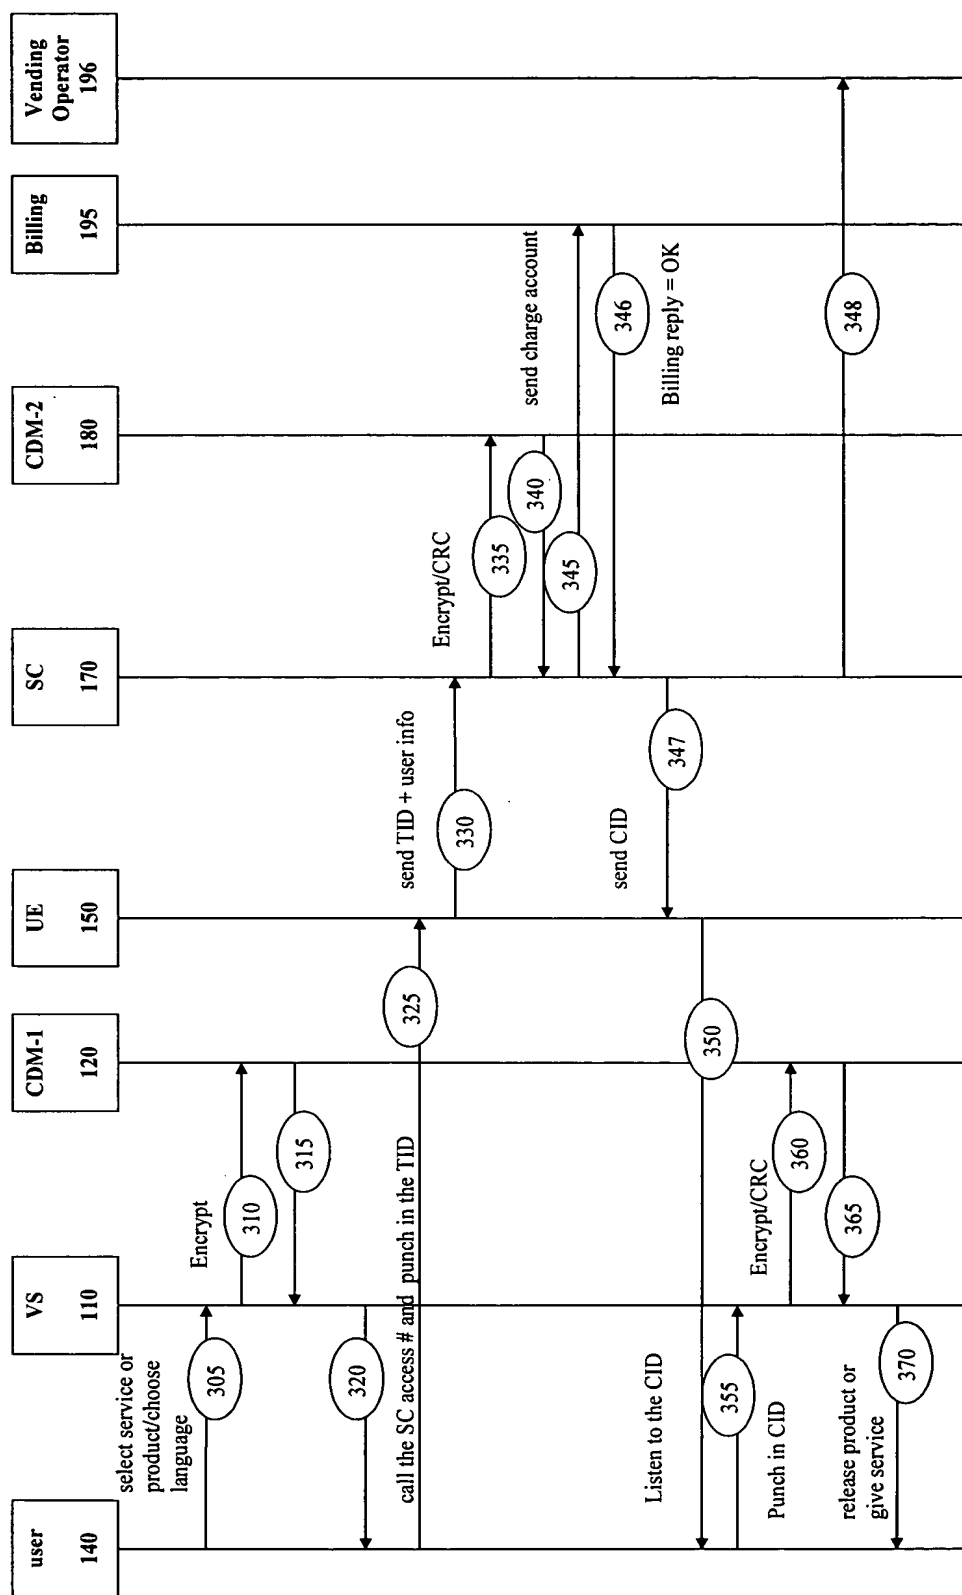 user
140
VS
110
CDM-1
120
UE
150
SC
170
CDM-2
180
Billing
195
Vending
Operator
196
select service or
product/choose
language
305
Encrypt
310
315
320
call the SC access # and punch in the TID
325
send TID + user info
330
Encrypt/CRC
335
340
send charge account
345
346
Billing reply = OK
send CID
347
Listen to the CID
350
355
Punch in CID
Encrypt/CRC
360
348
365
release product or
give service
370